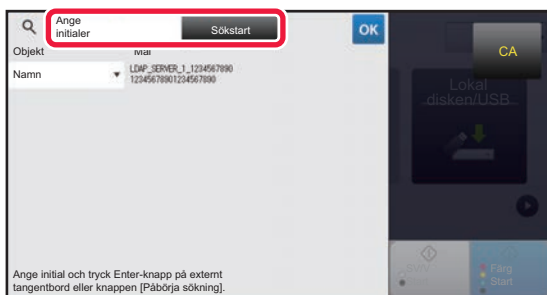 Ange
initialer
Sökstart
OK
CA
Objekt
Mål
Namn
LDAP_SERVER_1_1234567890
12345678901234567890
Lokal
disken/USB
Färg
Start
Ange initial och tryck Enter-knapp på externt
tangentbord eller knappen [Påbörja sökning].